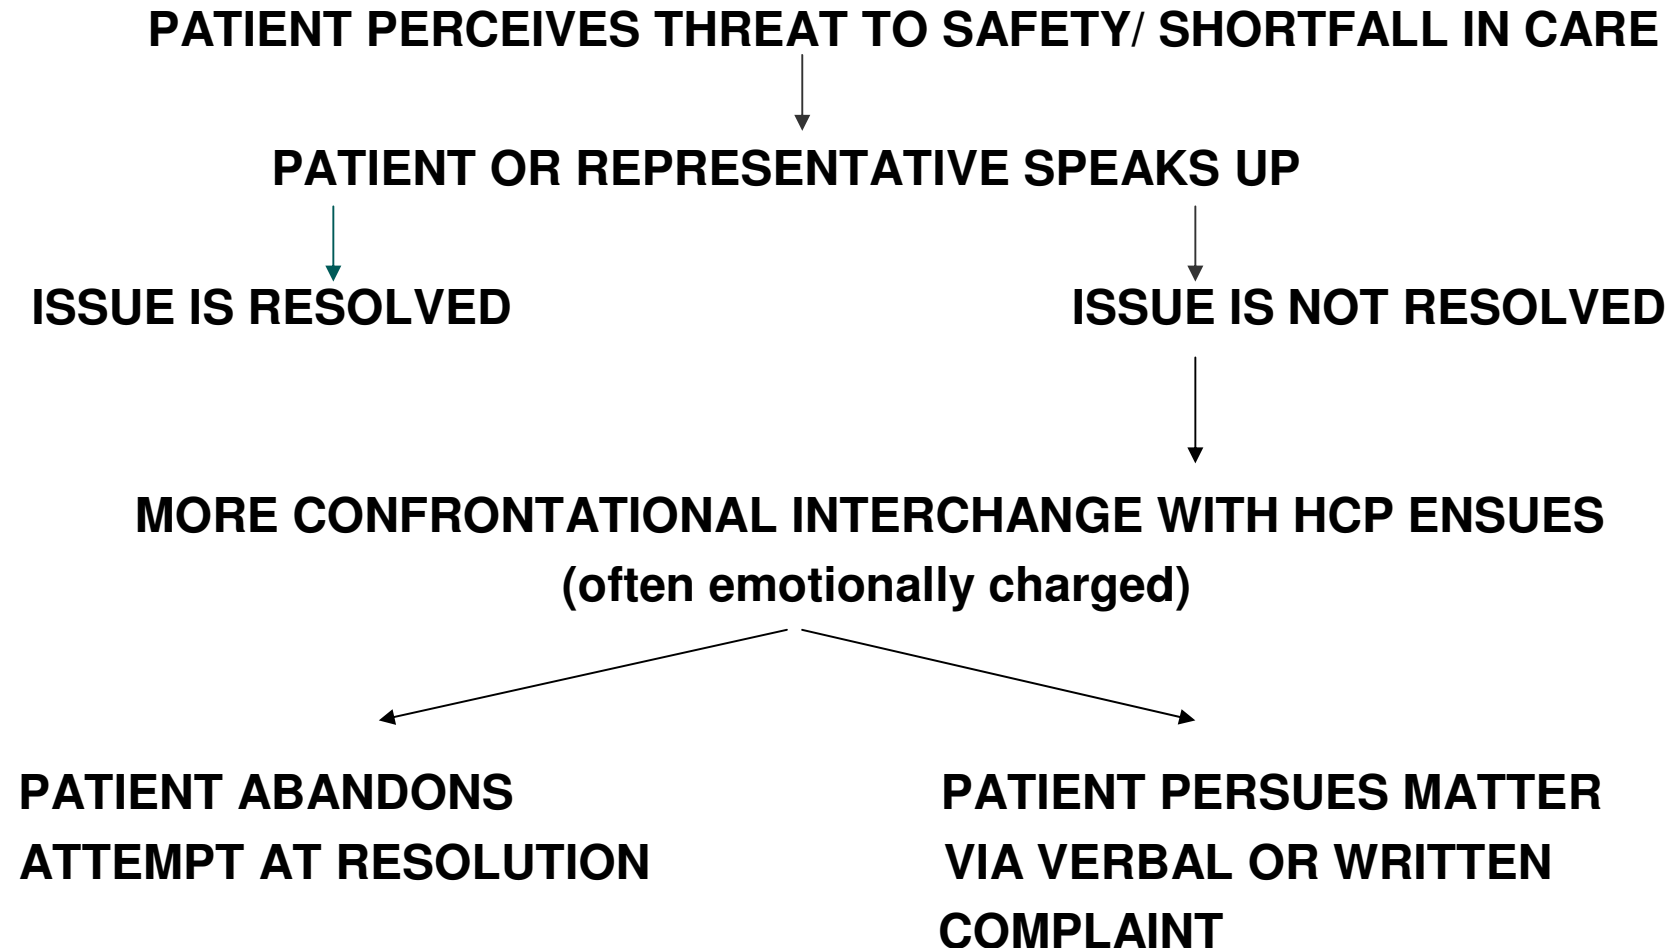 PATIENT PERCEIVES THREAT TO SAFETY/ SHORTFALL IN CARE
PATIENT OR REPRESENTATIVE SPEAKS UP
ISSUE IS RESOLVED
ISSUE IS NOT RESOLVED
MORE CONFRONTATIONAL INTERCHANGE WITH HCP ENSUES
(often emotionally charged)
PATIENT ABANDONS
ATTEMPT AT RESOLUTION
PATIENT PERSUES MATTER
VIA VERBAL OR WRITTEN
COMPLAINT